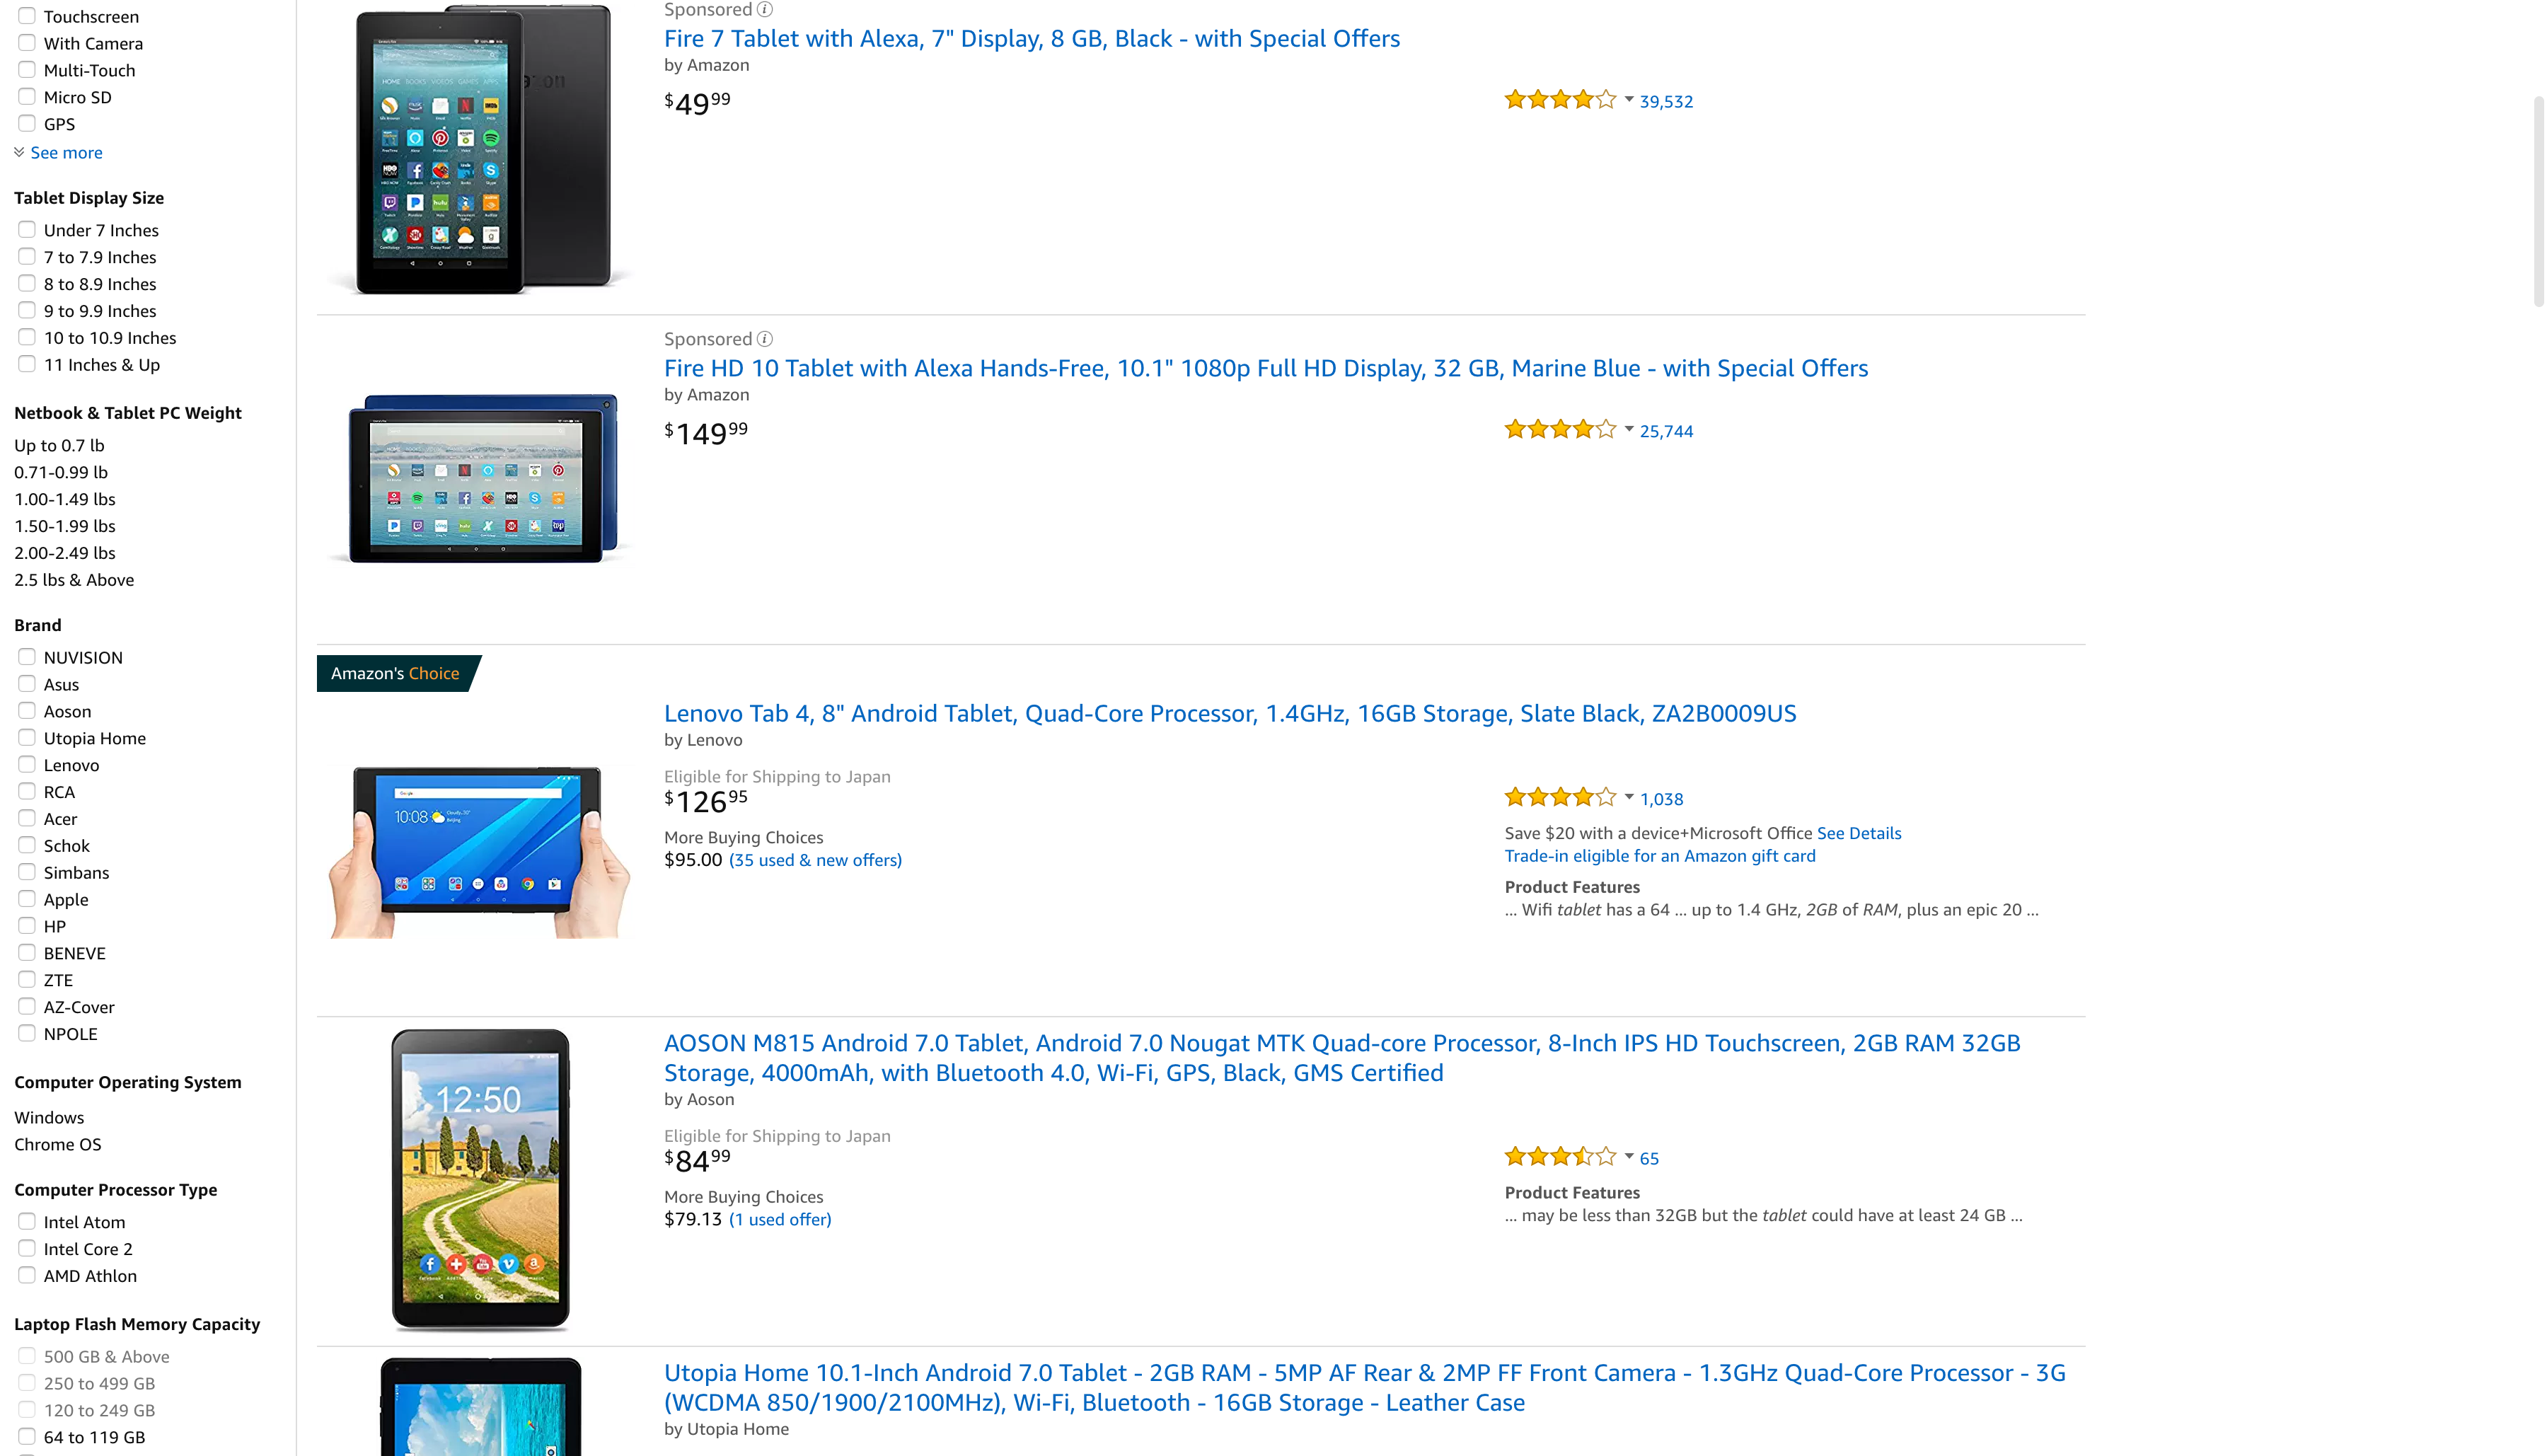 Touchscreen
With Camera
Multi-Touch
Micro SD
GPS
See more
Tablet Display Size
Under 7 Inches
7 to 7.9 Inches
8 to 8.9 Inches
9 to 9.9 Inches
10 to 10.9 Inches
11 Inches & Up
Netbook & Tablet PC Weight
Up to 0.7 lb
0.71-0.99 lb
1.00-1.49 lbs
1.50-1.99 lbs
2.00-2.49 lbs
2.5 lbs & Above
Brand
NUVISION
Asus
Aoson
Utopia Home
Lenovo
RCA
Acer
Schok
Simbans
Apple
HP
BENEVE
ZTE
AZ-Cover
NPOLE
Computer Operating System
Windows
Chrome OS
Computer Processor Type
Intel Atom
Intel Core 2
AMD Athlon
Laptop Flash Memory Capacity
500 GB & Above
250 to 499 GB
120 to 249 GB
64 to 119 GB
Sponsored
Fire 7 Tablet with Alexa, 7" Display, 8 GB, Black - with Special Offers
by Amazon
$49.99
39,532
Sponsored
Fire HD 10 Tablet with Alexa Hands-Free, 10.1" 1080p Full HD Display, 32 GB, Marine Blue - with Special Offers
by Amazon
$149.99
25,744
Amazon's Choice
Lenovo Tab 4, 8" Android Tablet, Quad-Core Processor, 1.4GHz, 16GB Storage, Slate Black, ZA2B0009US
by Lenovo
10:08
Eligible for Shipping to Japan
$126.95
More Buying Choices
$95.00 (35 used & new offers)
1,038
Save $20 with a device+Microsoft Office See Details
Trade-in eligible for an Amazon gift card
Product Features
... Wifi tablet has a 64 ... up to 1.4 GHz, 2GB of RAM, plus an epic 20 ...
12:50
AOSON M815 Android 7.0 Tablet, Android 7.0 Nougat MTK Quad-core Processor, 8-Inch IPS HD Touchscreen, 2GB RAM 32GB
Storage, 4000mAh, with Bluetooth 4.0, Wi-Fi, GPS, Black, GMS Certified
by Aoson
Eligible for Shipping to Japan
$84.99
More Buying Choices
$79.13 (1 used offer)
65
Product Features
... may be less than 32GB but the tablet could have at least 24 GB ...
Utopia Home 10.1-Inch Android 7.0 Tablet - 2GB RAM - 5MP AF Rear & 2MP FF Front Camera - 1.3GHz Quad-Core Processor - 3G
(WCDMA 850/1900/2100MHz), Wi-Fi, Bluetooth - 16GB Storage - Leather Case
by Utopia Home